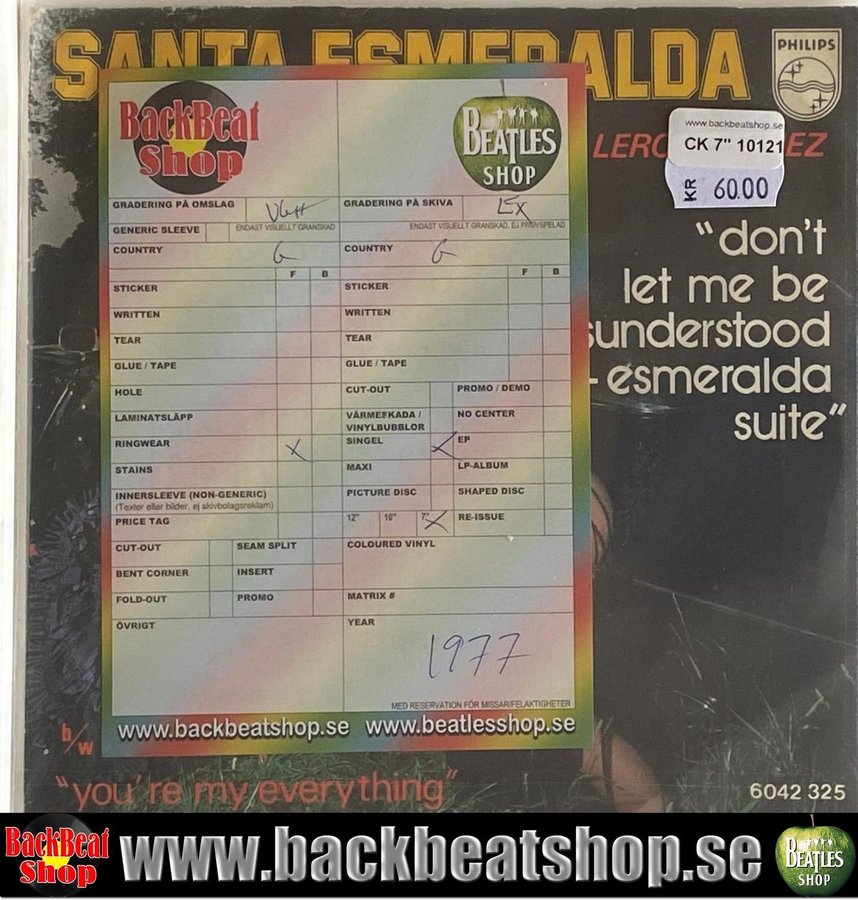 SANTA ESMERALDA
PHILIPS
BackBeat
Shop
BEATLES
SHOP
www.backbeatshop.se
CK 7" 10121
KR 60.00
"don't
let me be
sunderstood
- esmeralda
suite"
GRADERING PÅ OMSLAG VG++
GRADERING PÅ SKIVA EX
GENERIC SLEEVE
ENDAST VISUELLT GRANSKAD
ENDAST VISUELLT GRANSKAD, EJ PROVSPELAD
COUNTRY G
COUNTRY G
F B
F B
STICKER
STICKER
WRITTEN
WRITTEN
TEAR
TEAR
GLUE / TAPE
GLUE / TAPE
HOLE
CUT-OUT
PROMO / DEMO
LAMINATSLÄPP
VÄRMESKADA /
VINYLBUBBLOR
NO CENTER
RINGWEAR X
SINGEL X
EP
STAINS
MAXI
LP-ALBUM
INNERSLEEVE (NON-GENERIC)
(Texter eller bilder, ej skivbolagsreklam)
PICTURE DISC
SHAPED DISC
PRICE TAG
12" 10" 7" X
RE-ISSUE
CUT-OUT
SEAM SPLIT
COLOURED VINYL
BENT CORNER
INSERT
FOLD-OUT
PROMO
MATRIX #
ÖVRIGT
YEAR
1977
MED RESERVATION FÖR MISSAR/FELAKTIGHETER
www.backbeatshop.se www.beatlesshop.se
b/w
"you're my everything"
6042 325
BackBeat
Shop
www.backbeatshop.se
BEATLES
SHOP